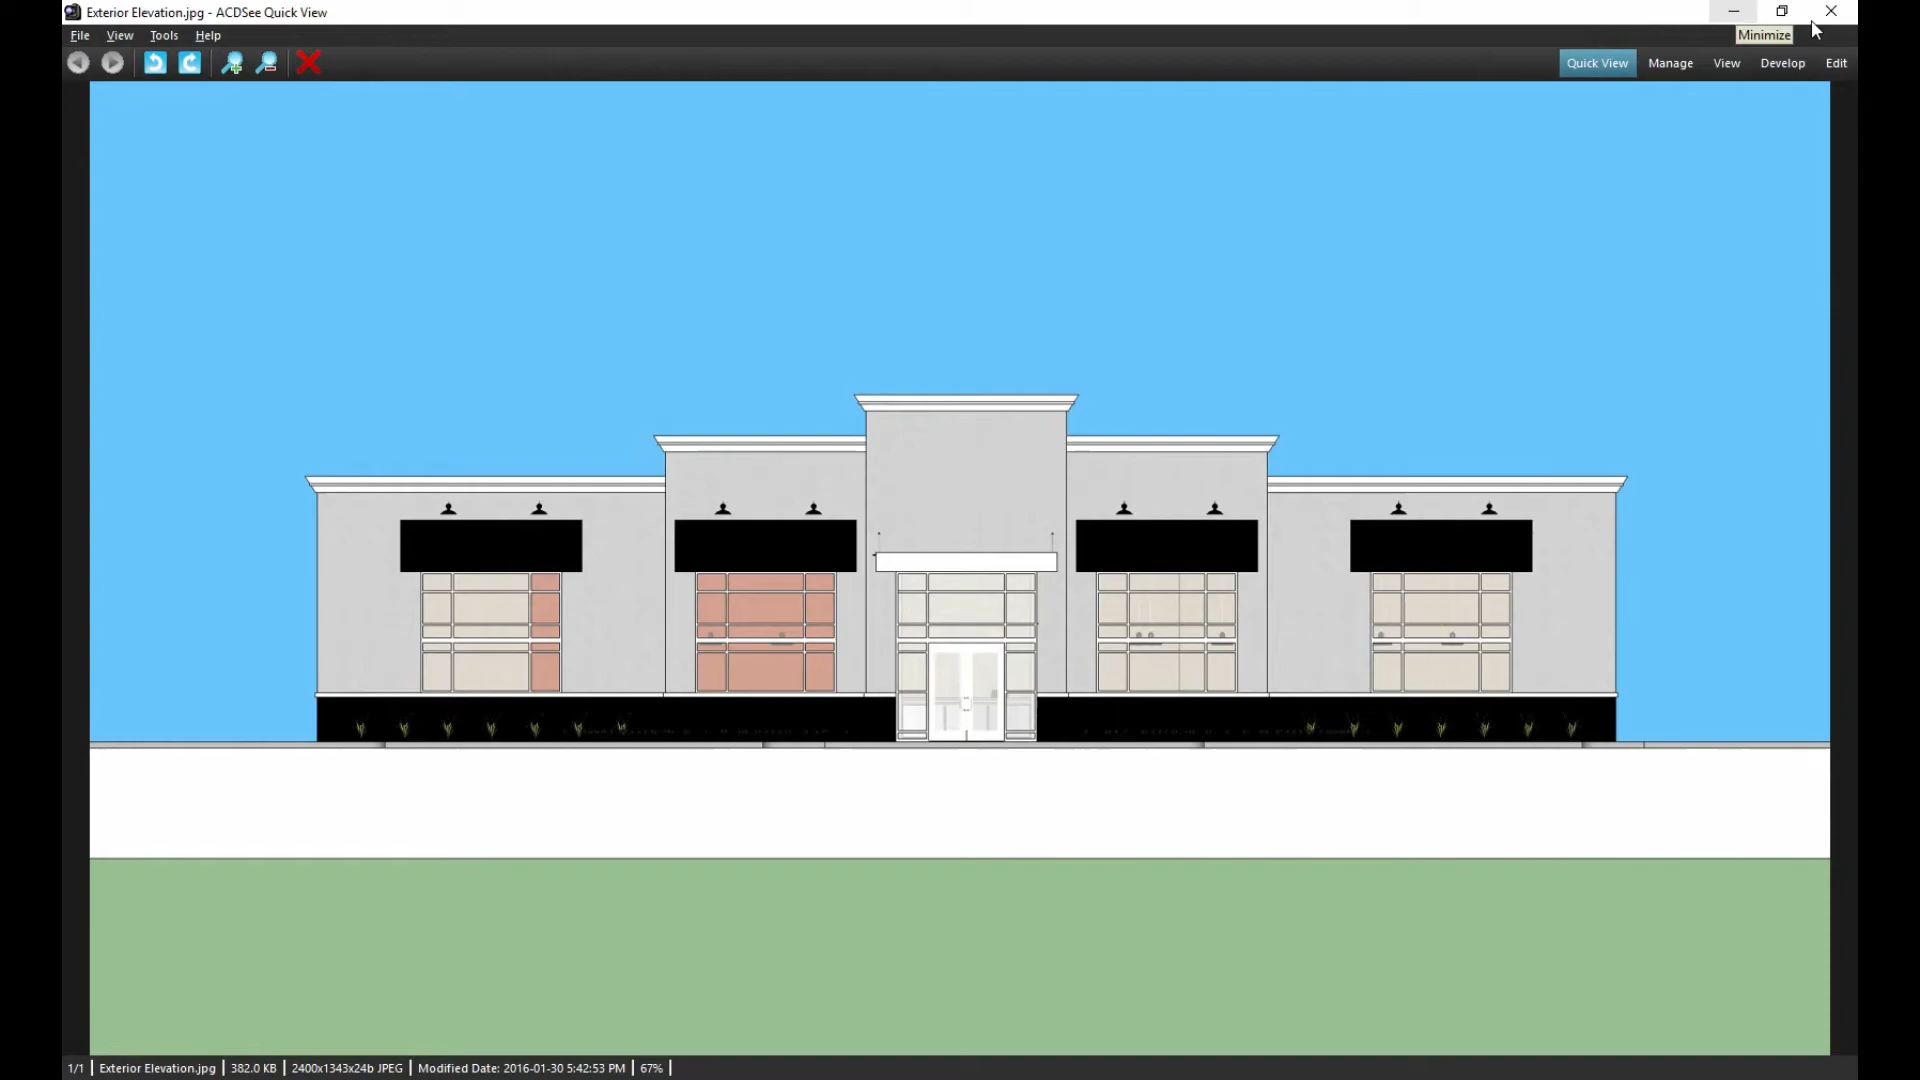 Exterior Elevation.jpg - ACDSee Quick View
File View Tools Help
Minimize
Quick View Manage View Develop Edit
1/1 Exterior Elevation.jpg 382.0 KB 2400x1343x24b JPEG Modified Date: 2016-01-30 5:42:53 PM 67%